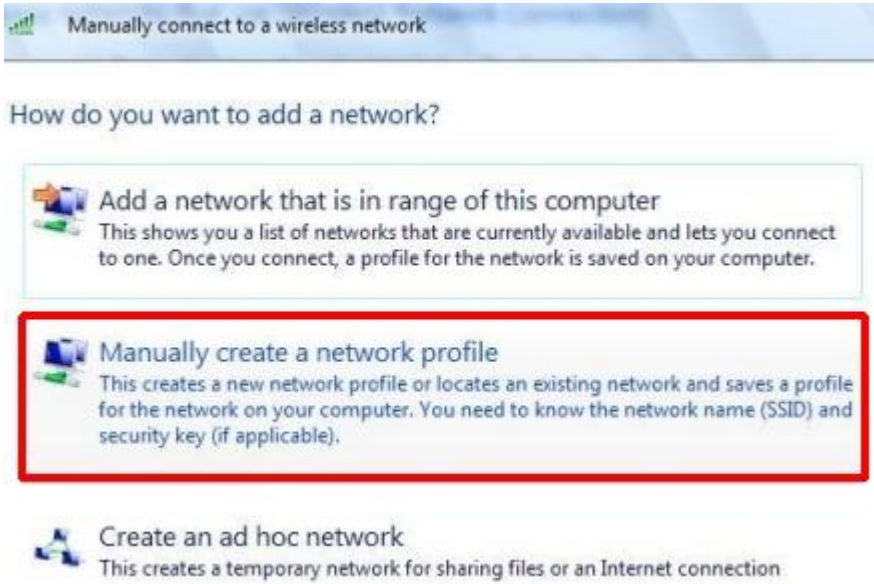 Manually connect to a wireless network
How do you want to add a network?
Add a network that is in range of this computer
This shows you a list of networks that are currently available and lets you connect
to one. Once you connect, a profile for the network is saved on your computer.
Manually create a network profile
This creates a new network profile or locates an existing network and saves a profile
for the network on your computer. You need to know the network name (SSID) and
security key (if applicable).
Create an ad hoc network
This creates a temporary network for sharing files or an Internet connection